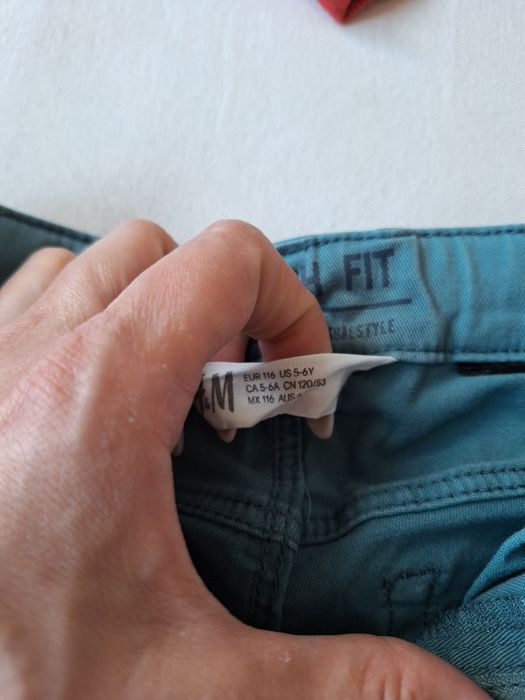 FIT
&M
EUR 116 US 5-6Y
CA 5-6A CN 120/53
MX 116 AUS